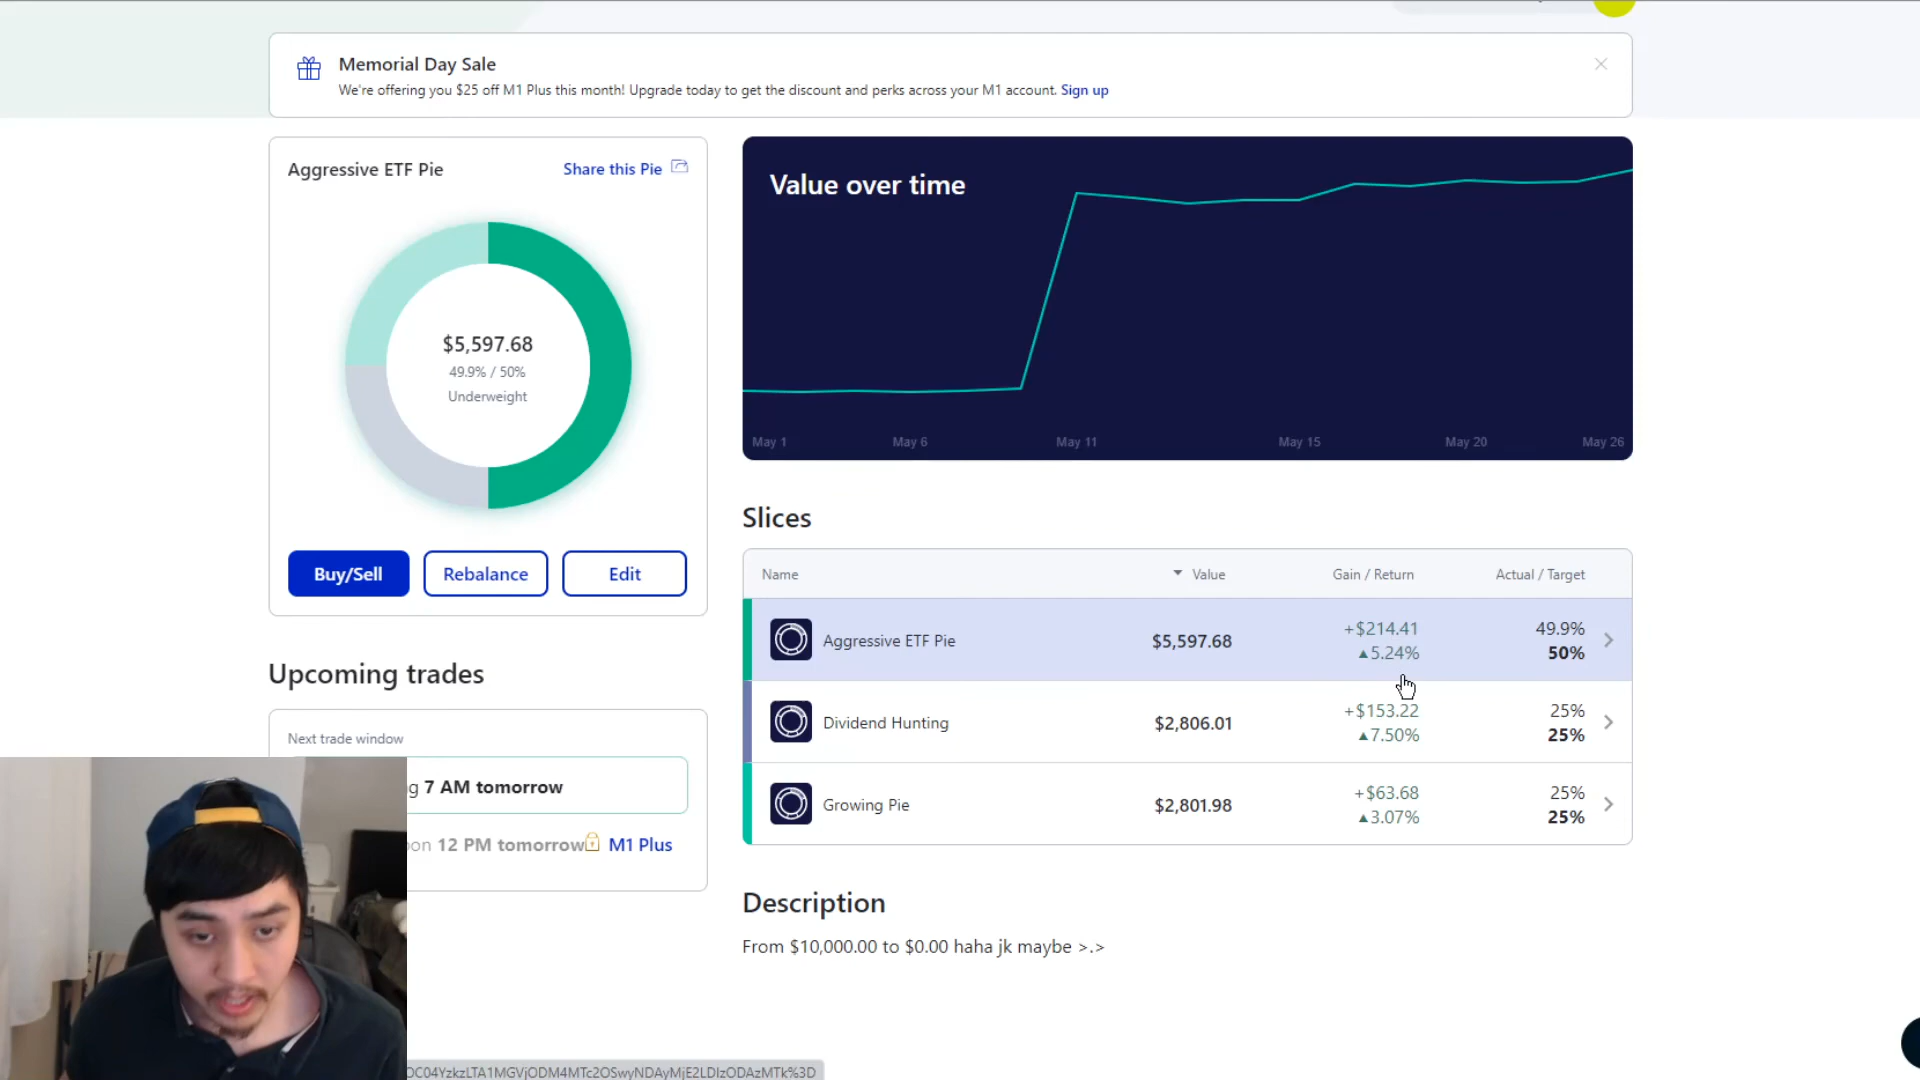 Memorial Day Sale
We're offering you $25 off M1 Plus this month! Upgrade today to get the discount and perks across your M1 account. Sign up
Aggressive ETF Pie
Share this Pie
$5,597.68
49.9% / 50%
Underweight
Buy/Sell
Rebalance
Edit
Upcoming trades
Next trade window
7 AM tomorrow
12 PM tomorrow
M1 Plus
Value over time
May 1
May 6
May 11
May 15
May 20
May 26
Slices
Name
Value
Gain / Return
Actual / Target
Aggressive ETF Pie
$5,597.68
+$214.41
▲5.24%
49.9%
50%
Dividend Hunting
$2,806.01
+$153.22
▲7.50%
25%
25%
Growing Pie
$2,801.98
+$63.68
▲3.07%
25%
25%
Description
From $10,000.00 to $0.00 haha jk maybe >.>